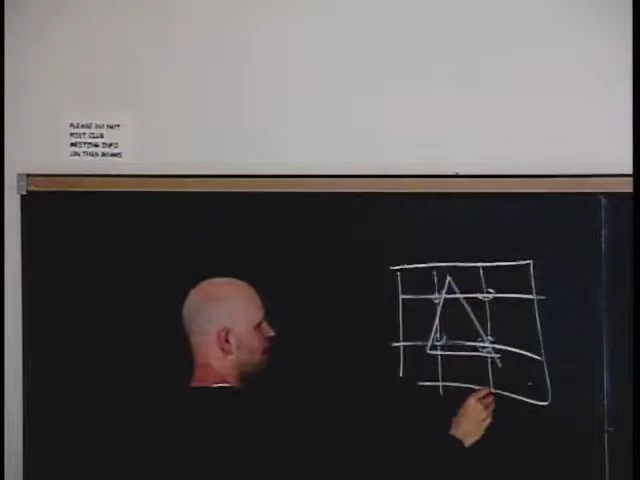 PLEASE DO NOT
POST CLUB
MEETING INFO
ON THIS BOARD